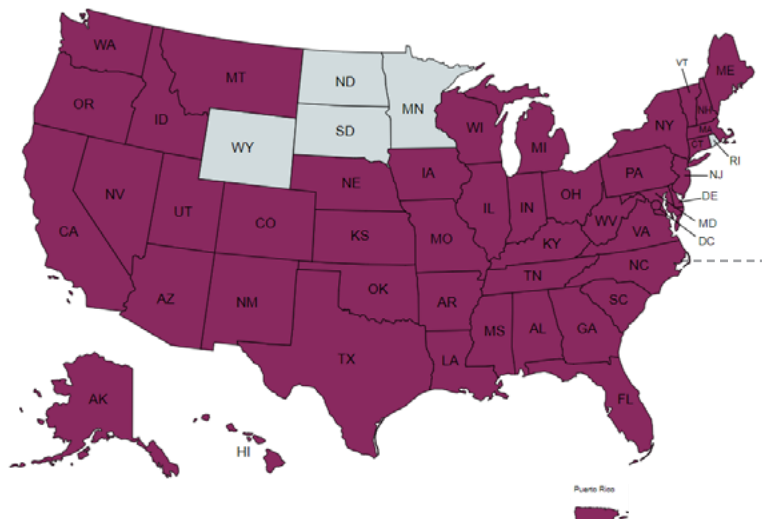 WA
MT
ND
MN
VT
ME
OR
ID
SD
WI
NY
NH
MA
CT
RI
WY
MI
IA
NE
PA
NJ
NV
UT
CO
IL
IN
OH
DE
CA
KS
MO
WV
VA
MD
DC
KY
AZ
NM
OK
AR
TN
NC
SC
TX
MS
AL
GA
LA
FL
AK
HI
Puerto Rico